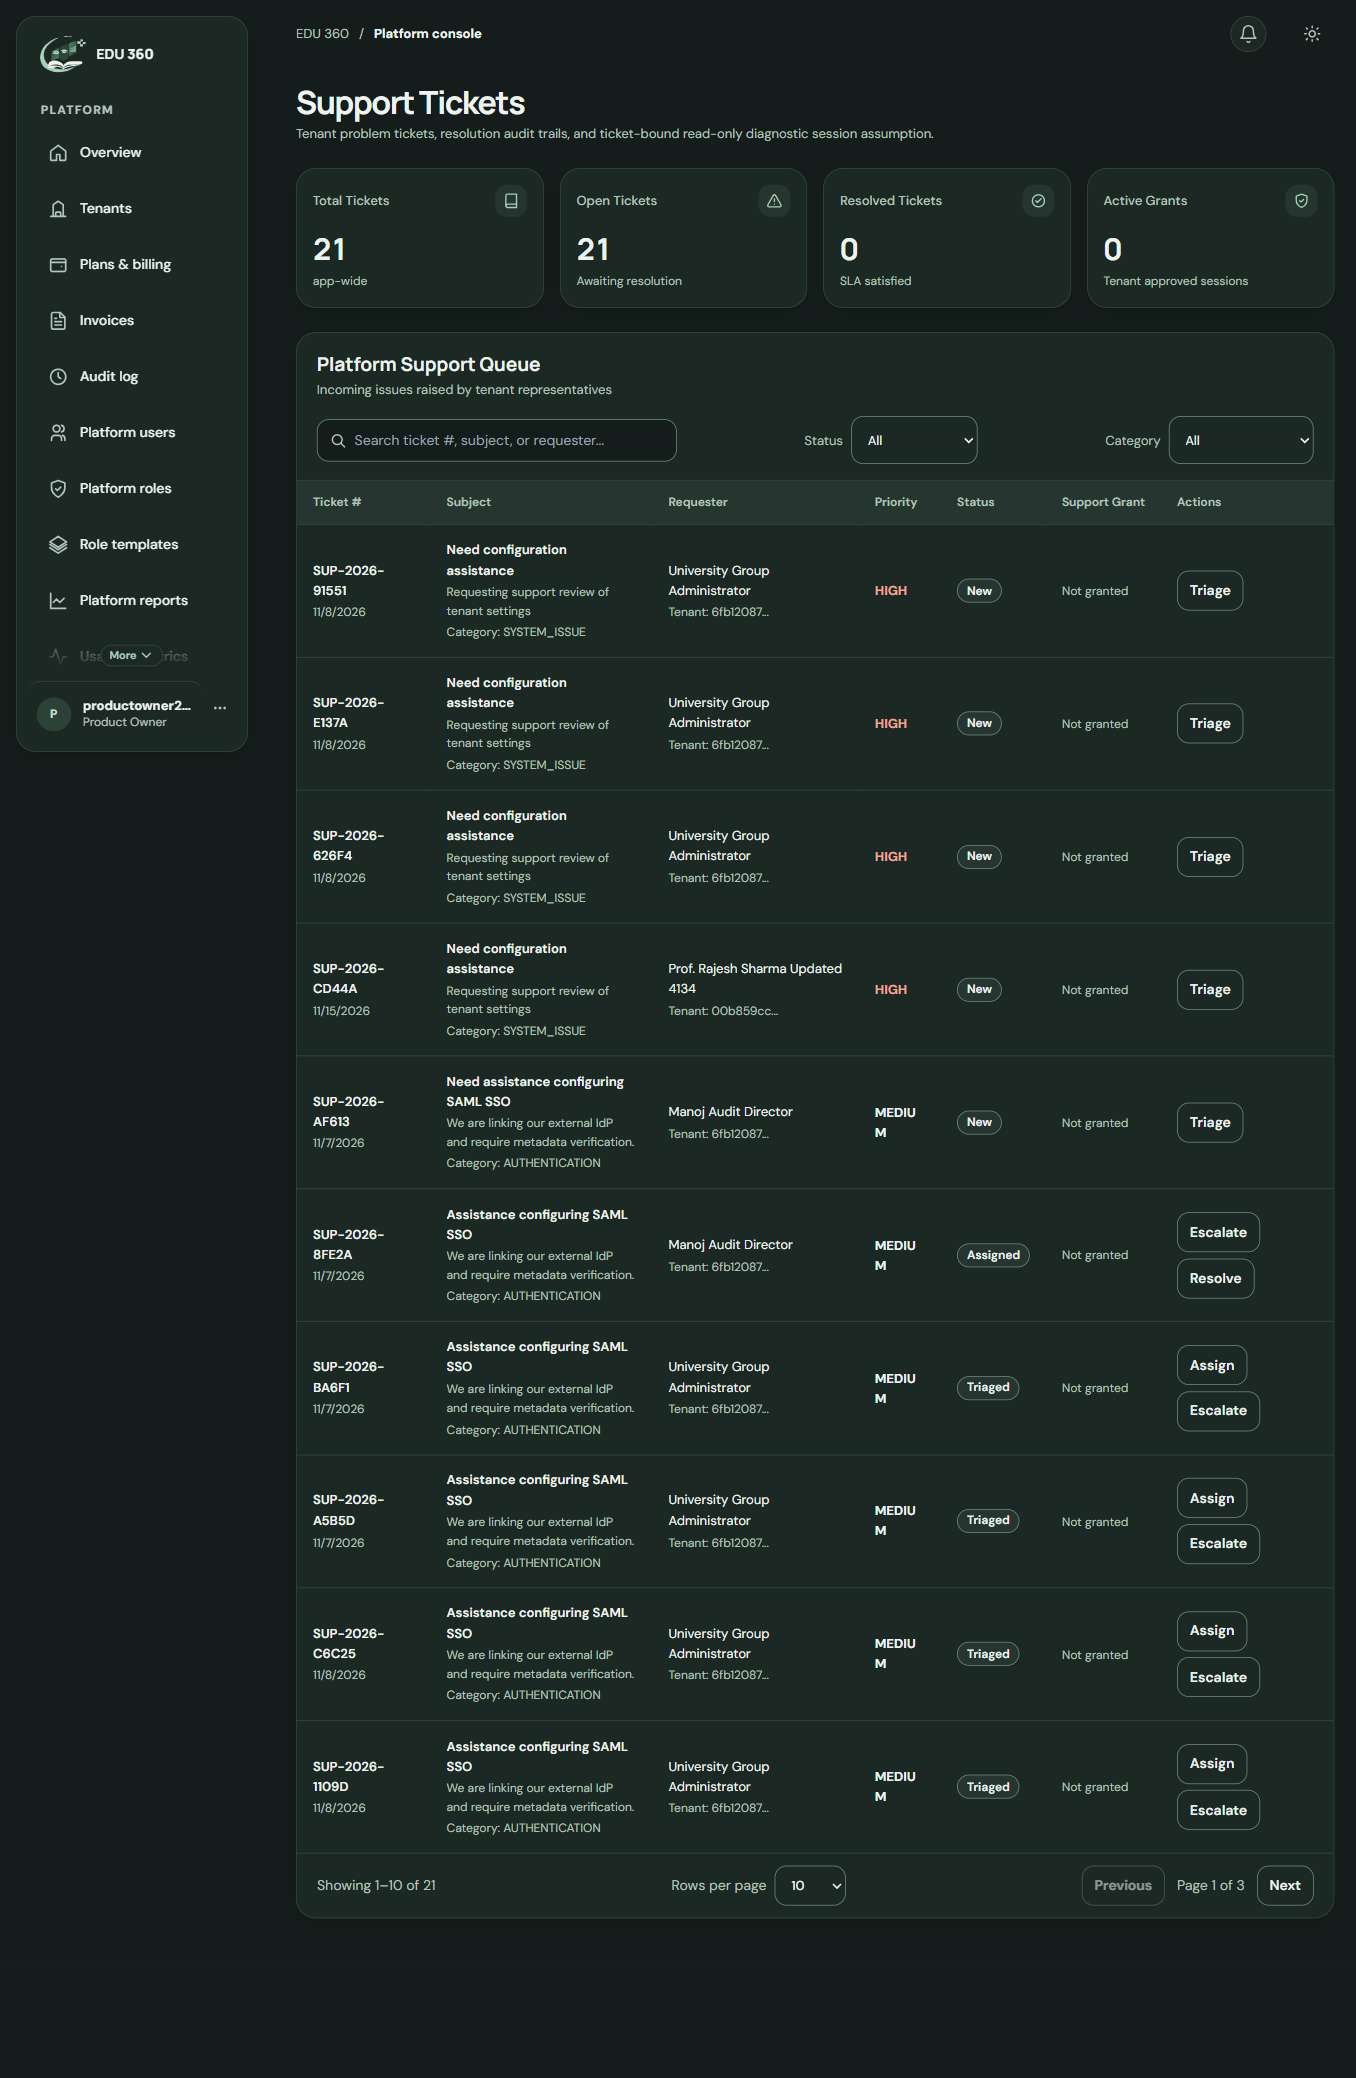 EDU 360
PLATFORM
Overview
Tenants
Plans & billing
Invoices
Audit log
Platform users
Platform roles
Role templates
Platform reports
More
P
productowner2...
Product Owner
EDU 360 / Platform console
Support Tickets
Tenant problem tickets, resolution audit trails, and ticket-bound read-only diagnostic session assumption.
Total Tickets
21
app-wide
Open Tickets
21
Awaiting resolution
Resolved Tickets
0
SLA satisfied
Active Grants
0
Tenant approved sessions
Platform Support Queue
Incoming issues raised by tenant representatives
Search ticket #, subject, or requester...
Status All
Category All
Ticket # Subject Requester Priority Status Support Grant Actions
SUP-2026-
91551
11/8/2026
Need configuration
assistance
Requesting support review of
tenant settings
Category: SYSTEM_ISSUE
University Group
Administrator
Tenant: 6fb12087...
HIGH
New
Not granted
Triage
SUP-2026-
E137A
11/8/2026
Need configuration
assistance
Requesting support review of
tenant settings
Category: SYSTEM_ISSUE
University Group
Administrator
Tenant: 6fb12087...
HIGH
New
Not granted
Triage
SUP-2026-
626F4
11/8/2026
Need configuration
assistance
Requesting support review of
tenant settings
Category: SYSTEM_ISSUE
University Group
Administrator
Tenant: 6fb12087...
HIGH
New
Not granted
Triage
SUP-2026-
CD44A
11/15/2026
Need configuration
assistance
Requesting support review of
tenant settings
Category: SYSTEM_ISSUE
Prof. Rajesh Sharma Updated
4134
Tenant: 00b859cc...
HIGH
New
Not granted
Triage
SUP-2026-
AF613
11/7/2026
Need assistance configuring
SAML SSO
We are linking our external IdP
and require metadata verification.
Category: AUTHENTICATION
Manoj Audit Director
Tenant: 6fb12087...
MEDIU
M
New
Not granted
Triage
SUP-2026-
8FE2A
11/7/2026
Assistance configuring SAML
SSO
We are linking our external IdP
and require metadata verification.
Category: AUTHENTICATION
Manoj Audit Director
Tenant: 6fb12087...
MEDIU
M
Assigned
Not granted
Escalate
Resolve
SUP-2026-
BA6F1
11/7/2026
Assistance configuring SAML
SSO
We are linking our external IdP
and require metadata verification.
Category: AUTHENTICATION
University Group
Administrator
Tenant: 6fb12087...
MEDIU
M
Triaged
Not granted
Assign
Escalate
SUP-2026-
A5B5D
11/7/2026
Assistance configuring SAML
SSO
We are linking our external IdP
and require metadata verification.
Category: AUTHENTICATION
University Group
Administrator
Tenant: 6fb12087...
MEDIU
M
Triaged
Not granted
Assign
Escalate
SUP-2026-
C6C25
11/8/2026
Assistance configuring SAML
SSO
We are linking our external IdP
and require metadata verification.
Category: AUTHENTICATION
University Group
Administrator
Tenant: 6fb12087...
MEDIU
M
Triaged
Not granted
Assign
Escalate
SUP-2026-
1109D
11/8/2026
Assistance configuring SAML
SSO
We are linking our external IdP
and require metadata verification.
Category: AUTHENTICATION
University Group
Administrator
Tenant: 6fb12087...
MEDIU
M
Triaged
Not granted
Assign
Escalate
Showing 1–10 of 21
Rows per page 10
Previous Page 1 of 3 Next